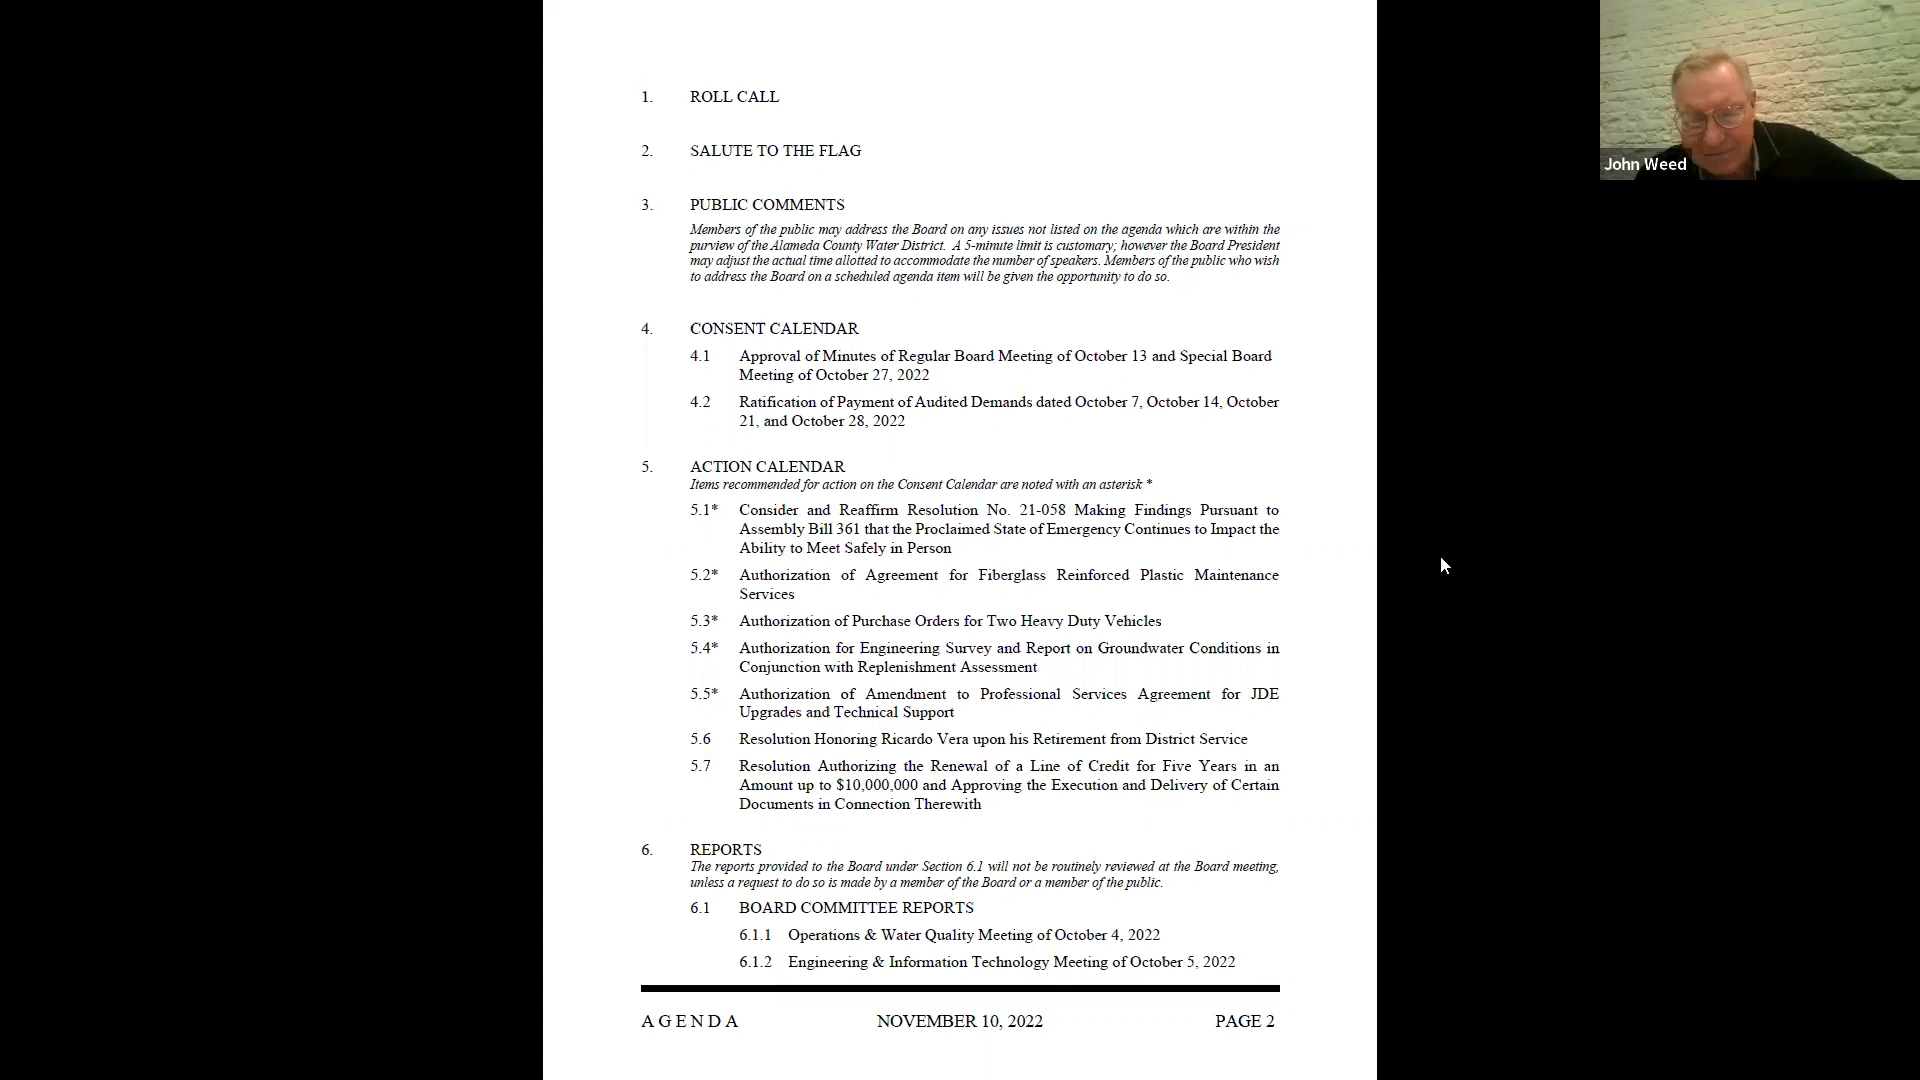 1. ROLL CALL
2. SALUTE TO THE FLAG
3. PUBLIC COMMENTS
Members of the public may address the Board on any issues not listed on the agenda which are within the
purview of the Alameda County Water District. A 5-minute limit is customary; however the Board President
may adjust the actual time allotted to accommodate the number of speakers. Members of the public who wish
to address the Board on a scheduled agenda item will be given the opportunity to do so.
4. CONSENT CALENDAR
4.1 Approval of Minutes of Regular Board Meeting of October 13 and Special Board
Meeting of October 27, 2022
4.2 Ratification of Payment of Audited Demands dated October 7, October 14, October
21, and October 28, 2022
5. ACTION CALENDAR
Items recommended for action on the Consent Calendar are noted with an asterisk *
5.1* Consider and Reaffirm Resolution No. 21-058 Making Findings Pursuant to
Assembly Bill 361 that the Proclaimed State of Emergency Continues to Impact the
Ability to Meet Safely in Person
5.2* Authorization of Agreement for Fiberglass Reinforced Plastic Maintenance
Services
5.3* Authorization of Purchase Orders for Two Heavy Duty Vehicles
5.4* Authorization for Engineering Survey and Report on Groundwater Conditions in
Conjunction with Replenishment Assessment
5.5* Authorization of Amendment to Professional Services Agreement for JDE
Upgrades and Technical Support
5.6 Resolution Honoring Ricardo Vera upon his Retirement from District Service
5.7 Resolution Authorizing the Renewal of a Line of Credit for Five Years in an
Amount up to $10,000,000 and Approving the Execution and Delivery of Certain
Documents in Connection Therewith
6. REPORTS
The reports provided to the Board under Section 6.1 will not be routinely reviewed at the Board meeting,
unless a request to do so is made by a member of the Board or a member of the public.
6.1 BOARD COMMITTEE REPORTS
6.1.1 Operations & Water Quality Meeting of October 4, 2022
6.1.2 Engineering & Information Technology Meeting of October 5, 2022
AGENDA NOVEMBER 10, 2022 PAGE 2
John Weed